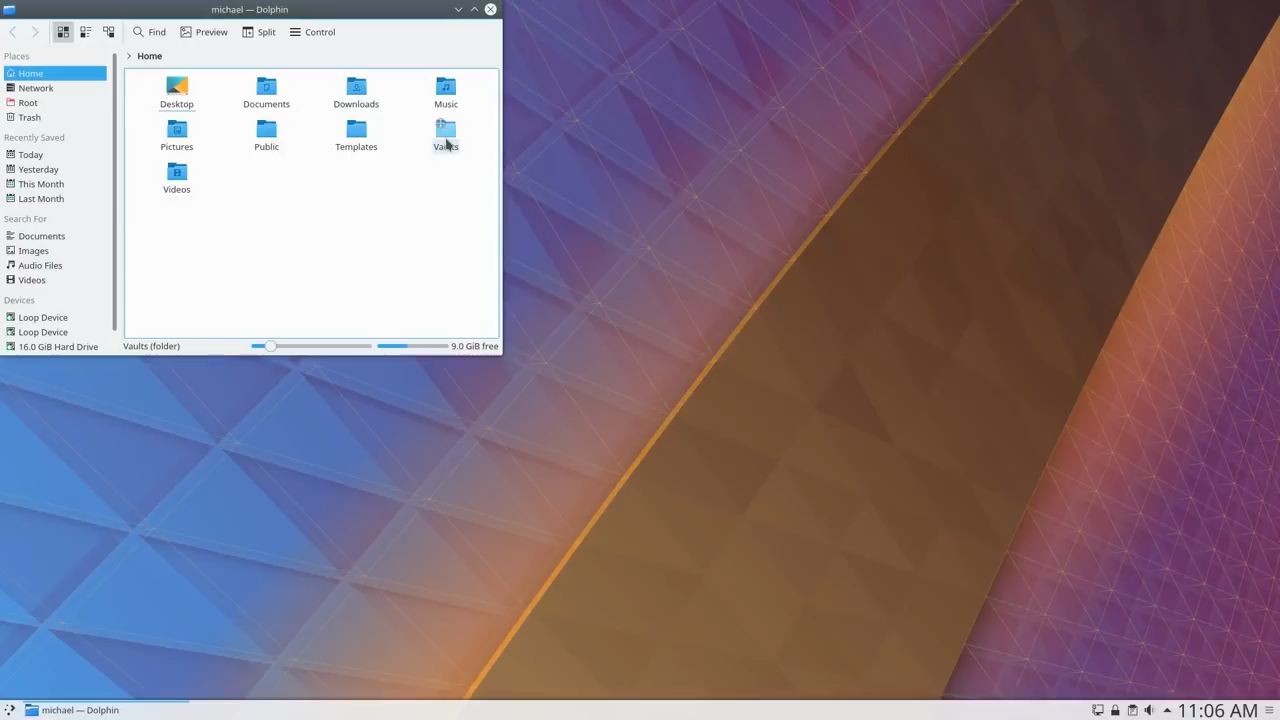 michael — Dolphin
Find Preview Split Control
Places
Home
Network
Root
Trash
Recently Saved
Today
Yesterday
This Month
Last Month
Search For
Documents
Images
Audio Files
Videos
Devices
Loop Device
Loop Device
16.0 GiB Hard Drive
Home
Desktop Documents Downloads Music
Pictures Public Templates Vaults
Videos
Vaults (folder) 9.0 GiB free
michael — Dolphin
11:06 AM